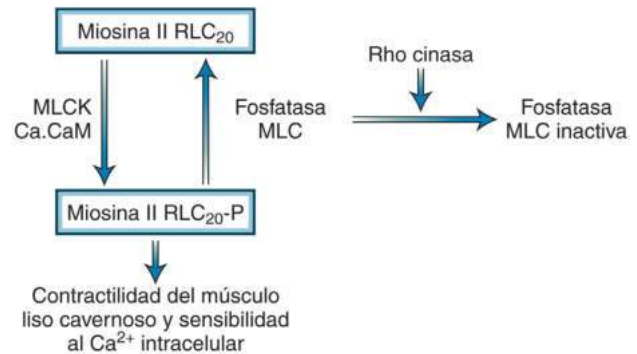 Miosina II RLC20
Rho cinasa
MLCK
Ca.CaM
Fosfatasa
MLC
Fosfatasa
MLC inactiva
Miosina II RLC20-P
Contractilidad del músculo
liso cavernoso y sensibilidad
al Ca2+ intracelular